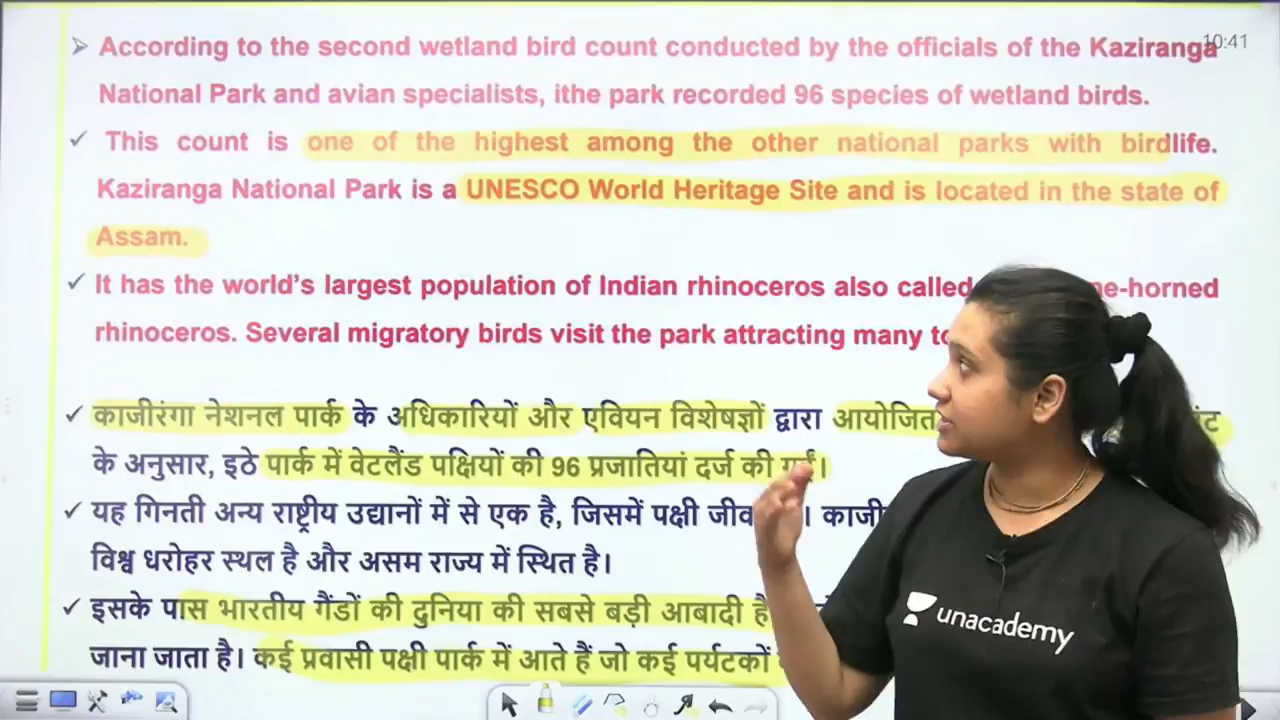 ➢ According to the second wetland bird count conducted by the officials of the Kaziranga
10:41
National Park and avian specialists, ithe park recorded 96 species of wetland birds.
✓ This count is one of the highest among the other national parks with birdlife.
Kaziranga National Park is a UNESCO World Heritage Site and is located in the state of
Assam.
✓ It has the world's largest population of Indian rhinoceros also called
rhinoceros. Several migratory birds visit the park attracting many
✓ काजीरंगा नेशनल पार्क के अधिकारियों और एवियन विशेषज्ञों द्वारा
के अनुसार, इठे पार्क में वेटलैंड पक्षियों की 96 प्रजातियां दर्ज की गईं।
✓ यह गिनती अन्य राष्ट्रीय उद्यानों में से एक है, जिसमें पक्षी
विश्व धरोहर स्थल है और असम राज्य में स्थित है।
✓ इसके पास भारतीय गैंडों की दुनिया की सबसे बड़ी आबादी है
जाना जाता है। कई प्रवासी पक्षी पार्क में आते हैं जो कई पर्यटकों
unacademy